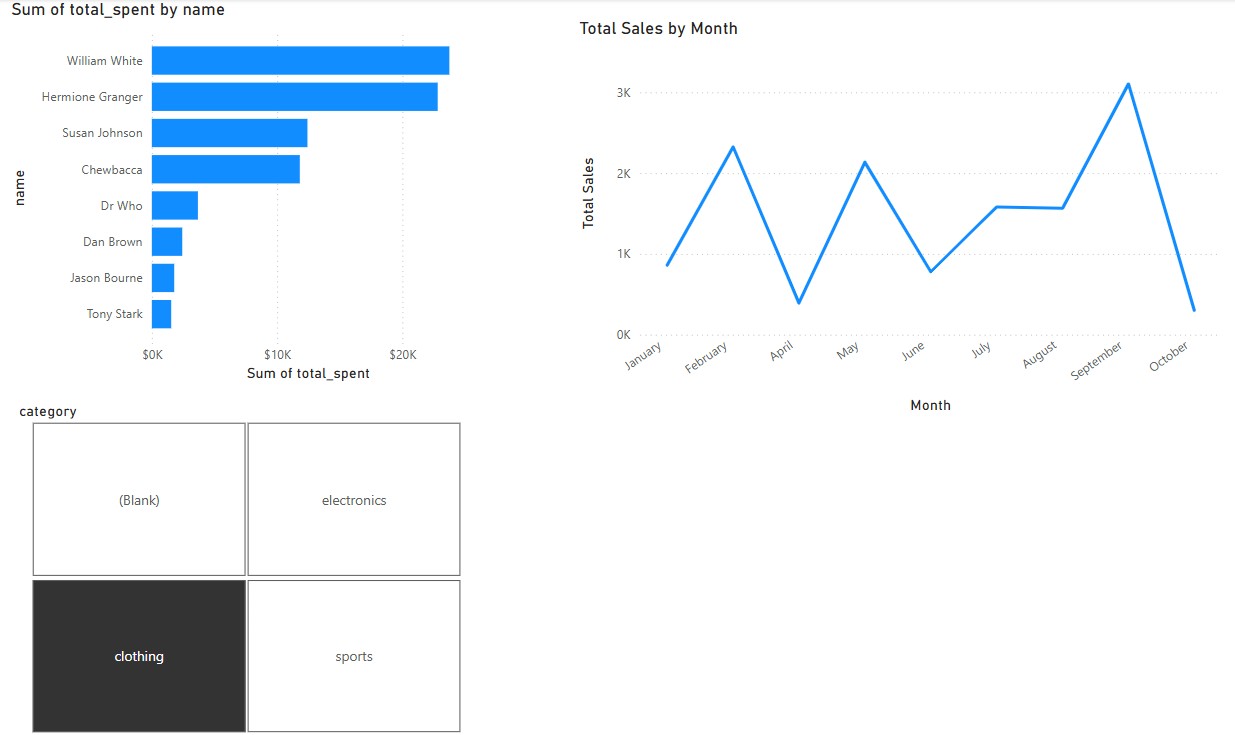 Sum of total_spent by name
name
William White
Hermione Granger
Susan Johnson
Chewbacca
Dr Who
Dan Brown
Jason Bourne
Tony Stark
$0K $10K $20K
Sum of total_spent
Total Sales by Month
Total Sales
3K
2K
1K
0K
January February April May June July August September October
Month
category
(Blank) electronics
clothing sports